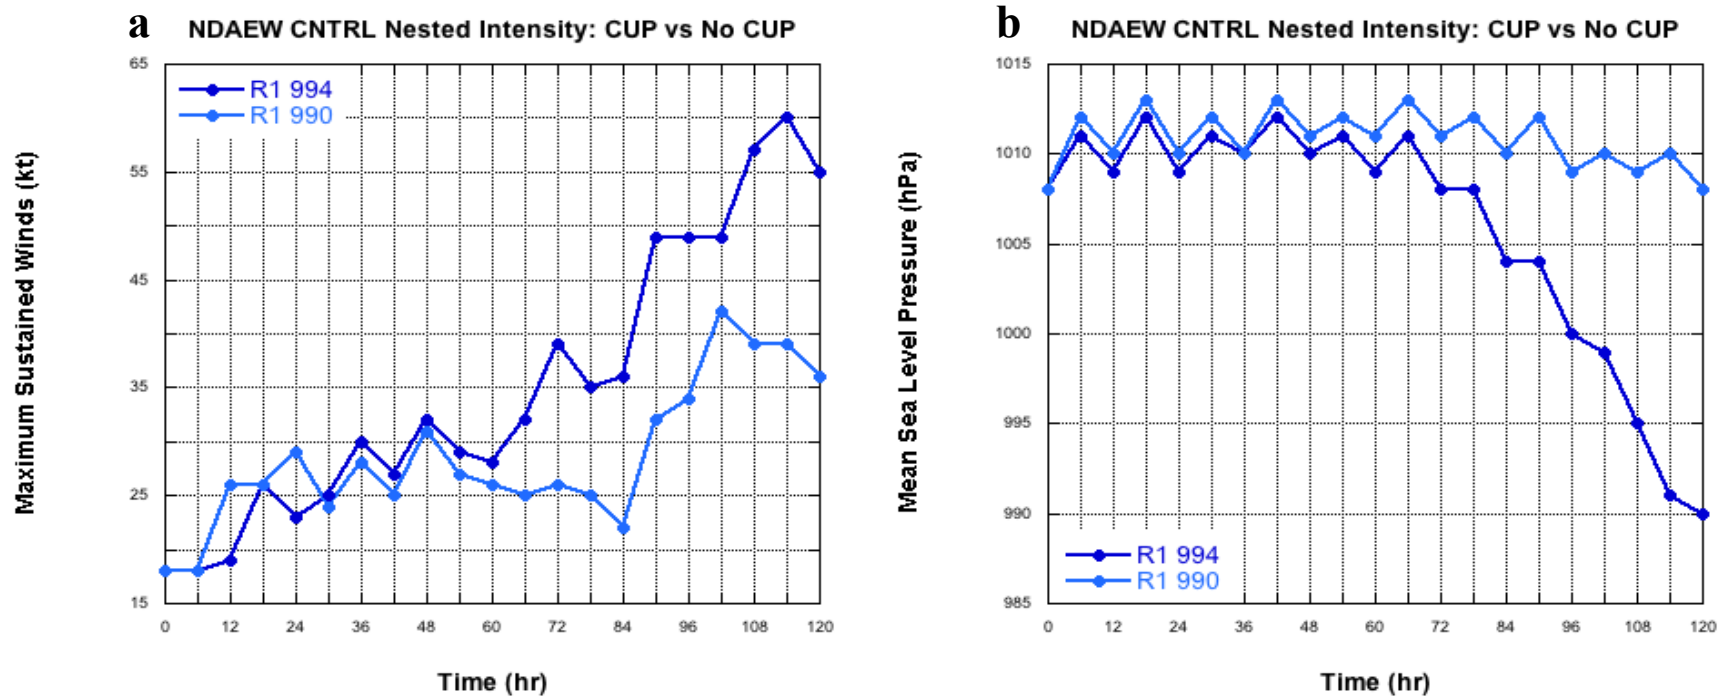 a
NDAEW CNTRL Nested Intensity: CUP vs No CUP
Maximum Sustained Winds (kt)
65
55
45
35
25
15
R1 994
R1 990
0 12 24 36 48 60 72 84 96 108 120
Time (hr)
b
NDAEW CNTRL Nested Intensity: CUP vs No CUP
Mean Sea Level Pressure (hPa)
1015
1010
1005
1000
995
990
985
R1 994
R1 990
0 12 24 36 48 60 72 84 96 108 120
Time (hr)